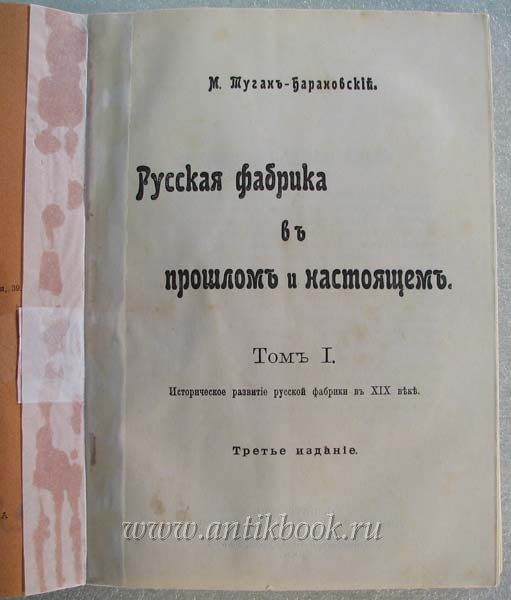 М. Туганъ-Барановскій.
Русская фабрика
въ
прошломъ и настоящемъ.
Томъ I.
Историческое развитіе русской фабрики въ XIX вѣкѣ.
Третье изданіе.
www.antikbook.ru